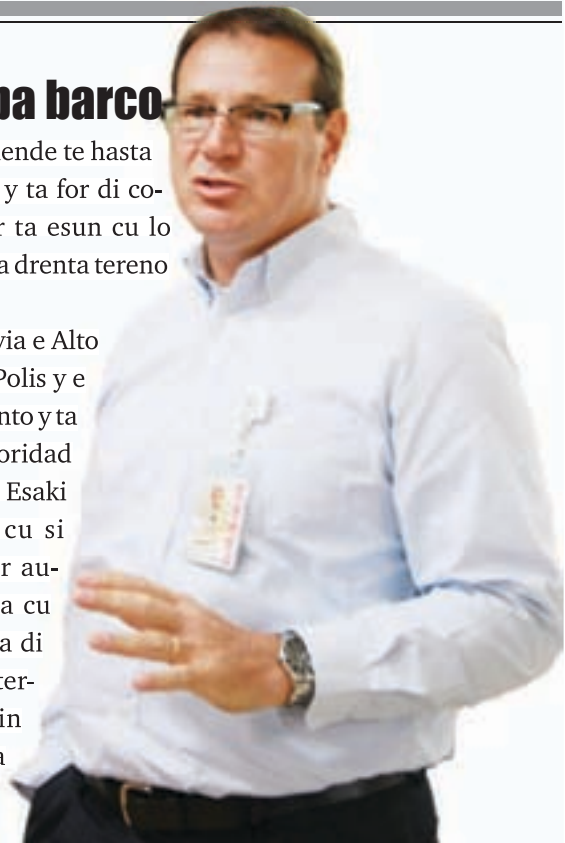 pa barco
ende te hasta
y ta for di co-
r ta esun cu lo
a drenta tereno
via e Alto
Polis y e
nto y ta
oridad
Esaki
cu si
r au-
a cu
a di
ter-
in
a